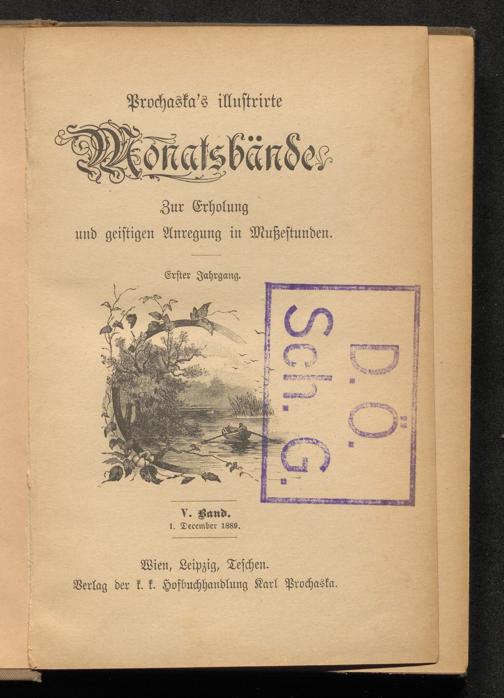 Prochaska's illustrirte
Monatsbände
Zur Erholung
und geistigen Anregung in Mußestunden.
Erster Jahrgang.
D. Ö.
Sch. G.
V. Band.
1. December 1889.
Wien, Leipzig, Teschen.
Verlag der k. k. Hofbuchhandlung Karl Prochaska.